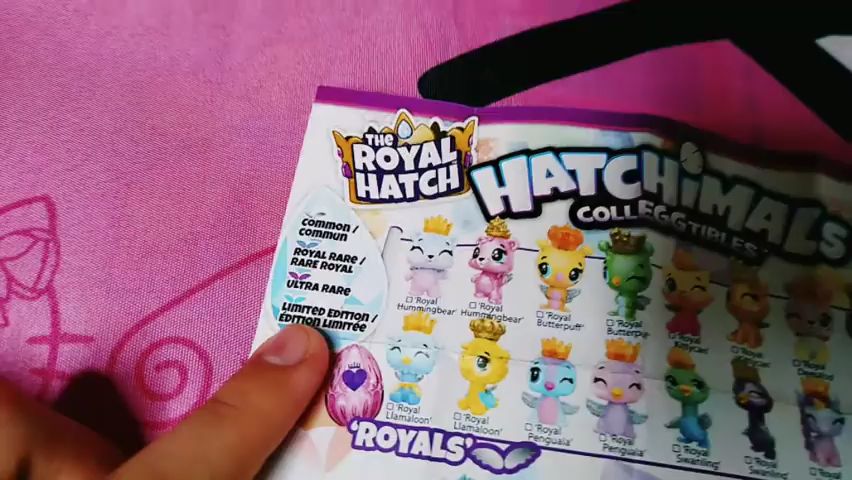 THE
ROYAL
HATCH
HATCHiMALS
COLLEGGTIBLES
COMMON /
COMMUN
ROYAL RARE /
RARE ROYAL
ULTRA RARE
LIMITED EDITION /
ÉDITION LIMITÉE
'Royal
Hummingbear'
'Royal
Hummingbear'
'Royal
Butterpuff'
'Royal
'Royal
Llamaloon'
'Royal
Llamaloon'
'Royal
Penguala'
'Royal
Penguala'
'Royal
Swanling'
'Royal
Swanling'
'ROYALS'